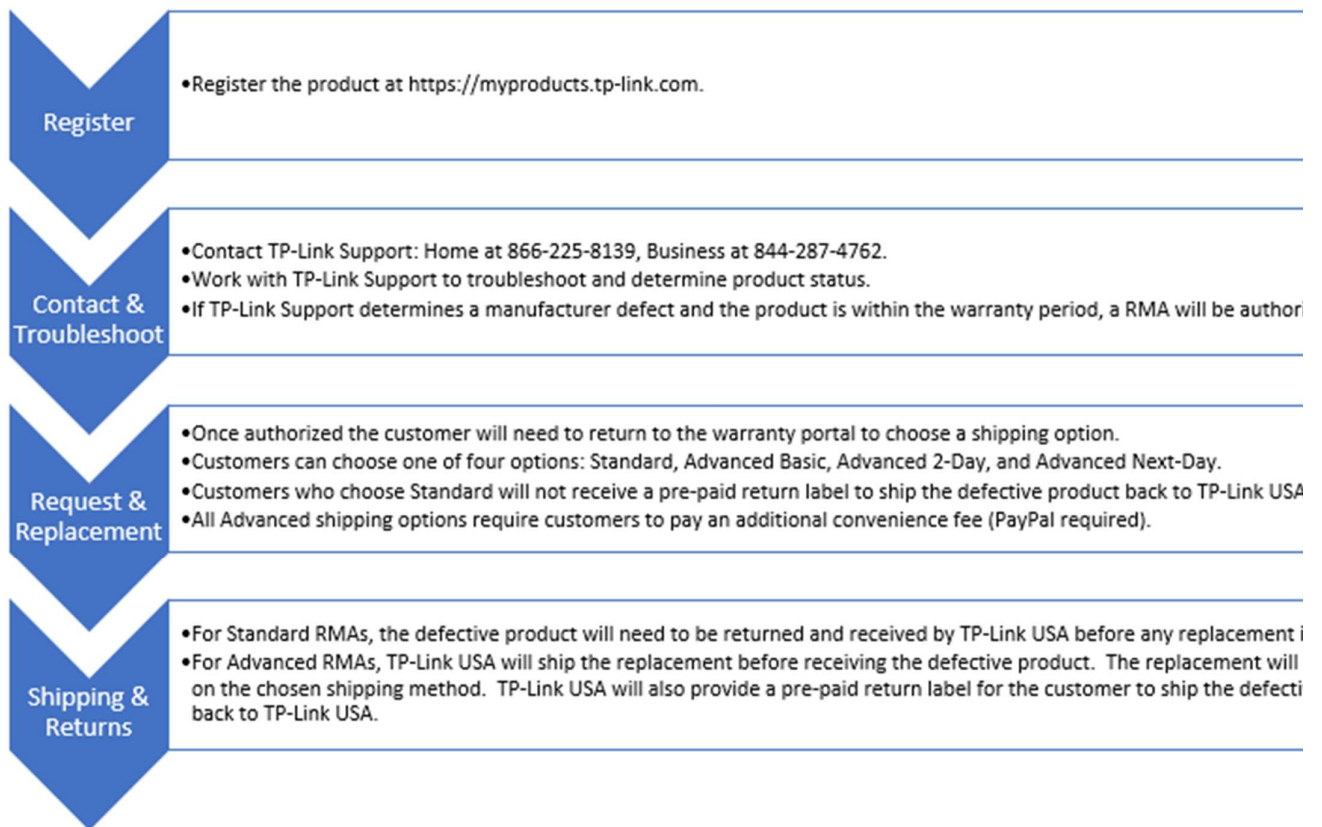 Register
•Register the product at https://myproducts.tp-link.com.
Contact &
Troubleshoot
•Contact TP-Link Support: Home at 866-225-8139, Business at 844-287-4762.
•Work with TP-Link Support to troubleshoot and determine product status.
•If TP-Link Support determines a manufacturer defect and the product is within the warranty period, a RMA will be authori
Request &
Replacement
•Once authorized the customer will need to return to the warranty portal to choose a shipping option.
•Customers can choose one of four options: Standard, Advanced Basic, Advanced 2-Day, and Advanced Next-Day.
•Customers who choose Standard will not receive a pre-paid return label to ship the defective product back to TP-Link USA
•All Advanced shipping options require customers to pay an additional convenience fee (PayPal required).
Shipping &
Returns
•For Standard RMAs, the defective product will need to be returned and received by TP-Link USA before any replacement i
•For Advanced RMAs, TP-Link USA will ship the replacement before receiving the defective product. The replacement will
on the chosen shipping method. TP-Link USA will also provide a pre-paid return label for the customer to ship the defecti
back to TP-Link USA.